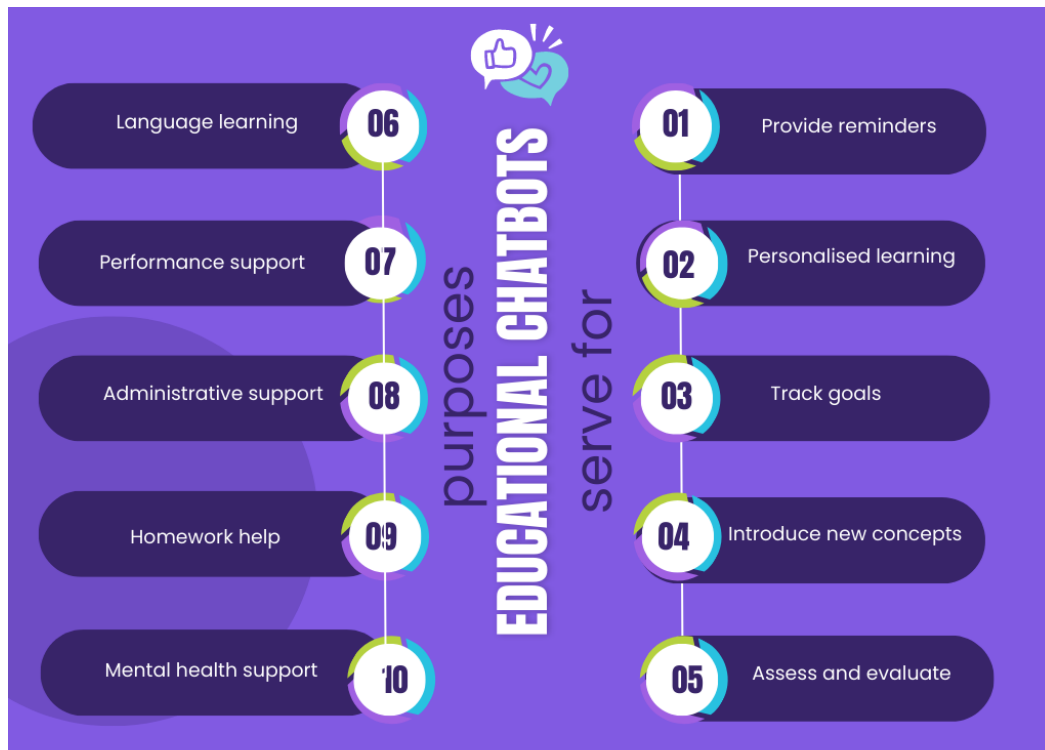 purposes
EDUCATIONAL CHATBOTS
serve for
01
Provide reminders
02
Personalised learning
03
Track goals
04
Introduce new concepts
05
Assess and evaluate
06
Language learning
07
Performance support
08
Administrative support
09
Homework help
10
Mental health support